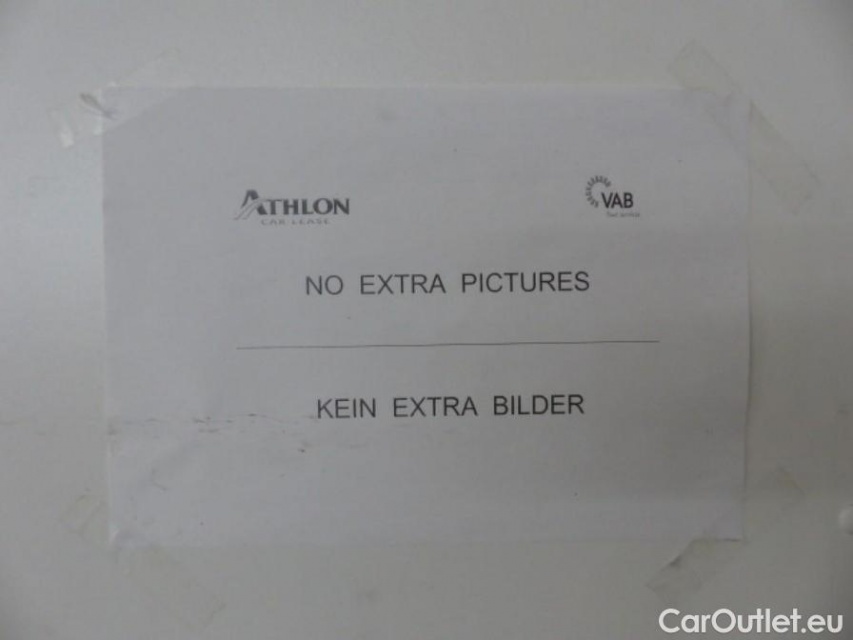 ATHLON
CAR LEASE
VAB
NO EXTRA PICTURES
KEIN EXTRA BILDER
CarOutlet.eu